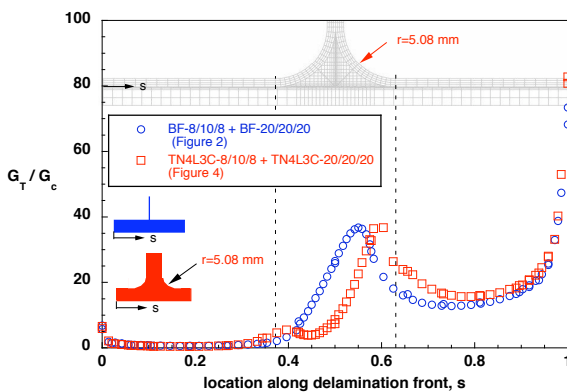 100
80
60
40
20
0
G_T / G_c
r=5.08 mm
s
BF-8/10/8 + BF-20/20/20
(Figure 2)
TN4L3C-8/10/8 + TN4L3C-20/20/20
(Figure 4)
s
r=5.08 mm
s
0 0.2 0.4 0.6 0.8 1
location along delamination front, s